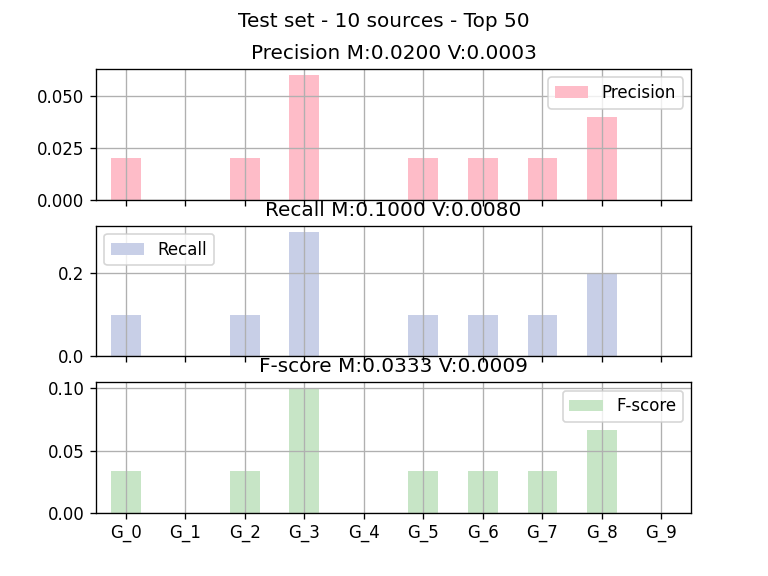 Test set - 10 sources - Top 50
Precision M:0.0200 V:0.0003
0.050
0.025
0.000
Precision
Recall M:0.1000 V:0.0080
0.2
0.0
Recall
F-score M:0.0333 V:0.0009
0.10
0.05
0.00
F-score
G_0 G_1 G_2 G_3 G_4 G_5 G_6 G_7 G_8 G_9